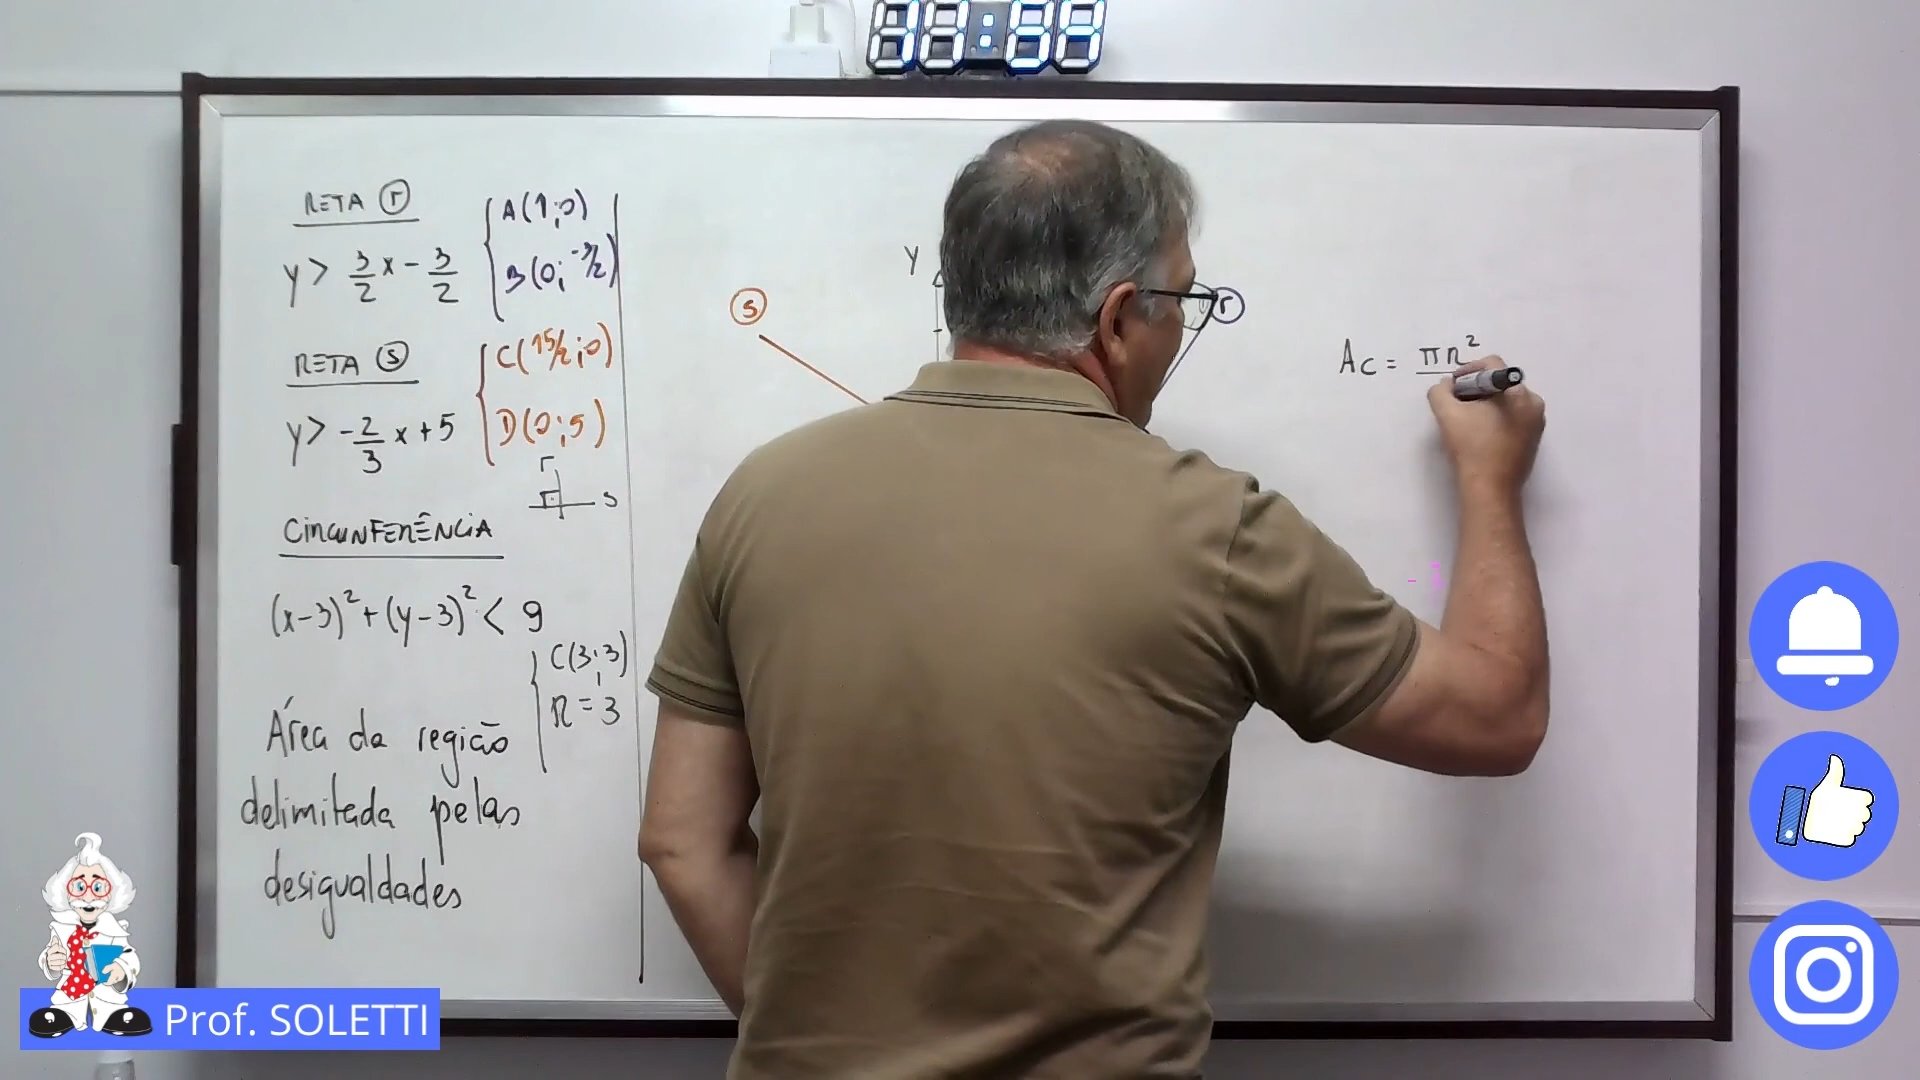 RETA r
y > 3/2 x - 3/2
A(1;0)
B(0;-3/2)
RETA s
y > -2/3 x + 5
C(15/2;0)
D(0;5)
r
s
CIRCUNFERÊNCIA
(x-3)² + (y-3)² < 9
C(3;3)
R = 3
Área da região
delimitada pelas
desigualdades
s
y
r
Ac = πR²
Prof. SOLETTI